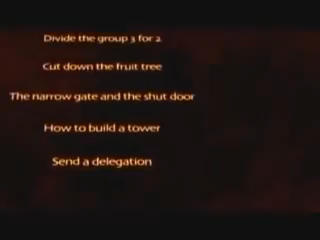 Divide the group 3 for 2
Cut down the fruit tree
The narrow gate and the shut door
How to build a tower
Send a delegation